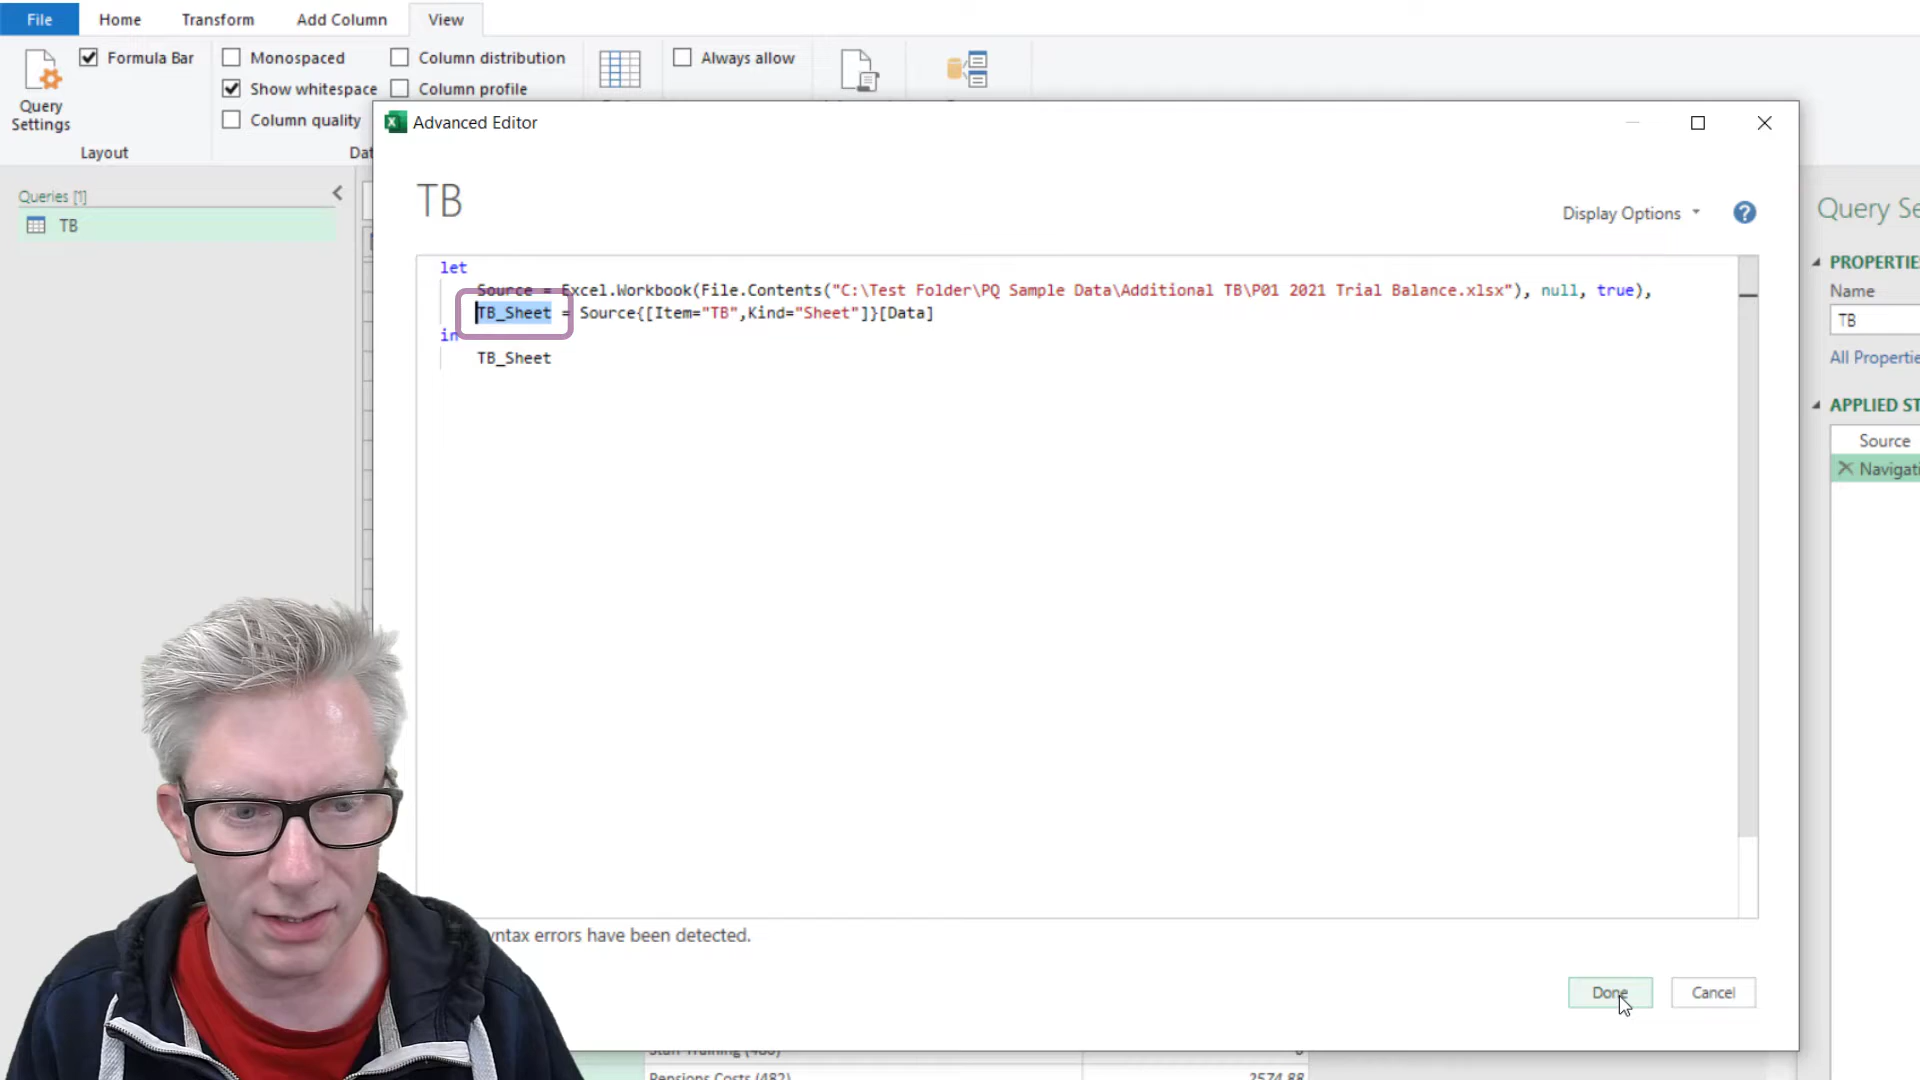 File Home Transform Add Column View
Formula Bar Monospaced Column distribution Always allow
Show whitespace Column profile
Query Settings Column quality
Layout
Advanced Editor
Queries [1]
TB
TB
Display Options ?
let
Source = Excel.Workbook(File.Contents("C:\Test Folder\PQ Sample Data\Additional TB\P01 2021 Trial Balance.xlsx"), null, true),
TB_Sheet = Source{[Item="TB",Kind="Sheet"]}[Data]
in
TB_Sheet
Query Se
PROPERTIE
Name
TB
All Propertie
APPLIED ST
Source
Navigati
yntax errors have been detected.
Done Cancel
Pensions Costs (482) 2574.88